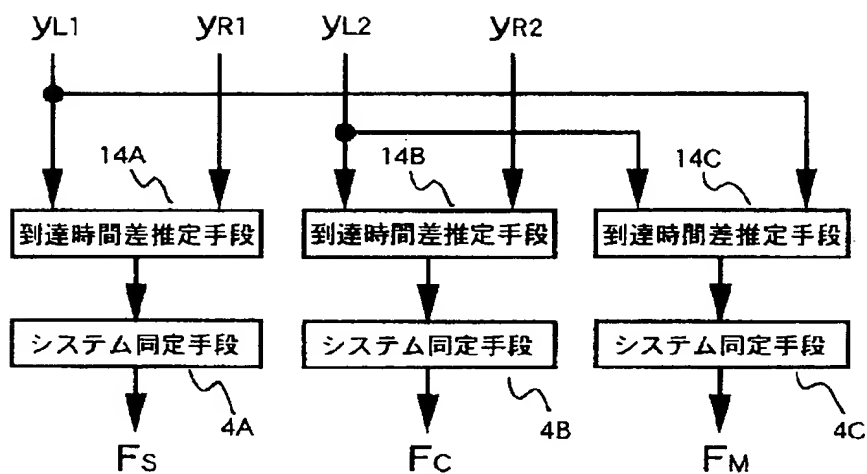 yL1 yR1 yL2 yR2
14A 14B 14C
到達時間差推定手段 到達時間差推定手段 到達時間差推定手段
システム同定手段 システム同定手段 システム同定手段
4A 4B 4C
FS FC FM